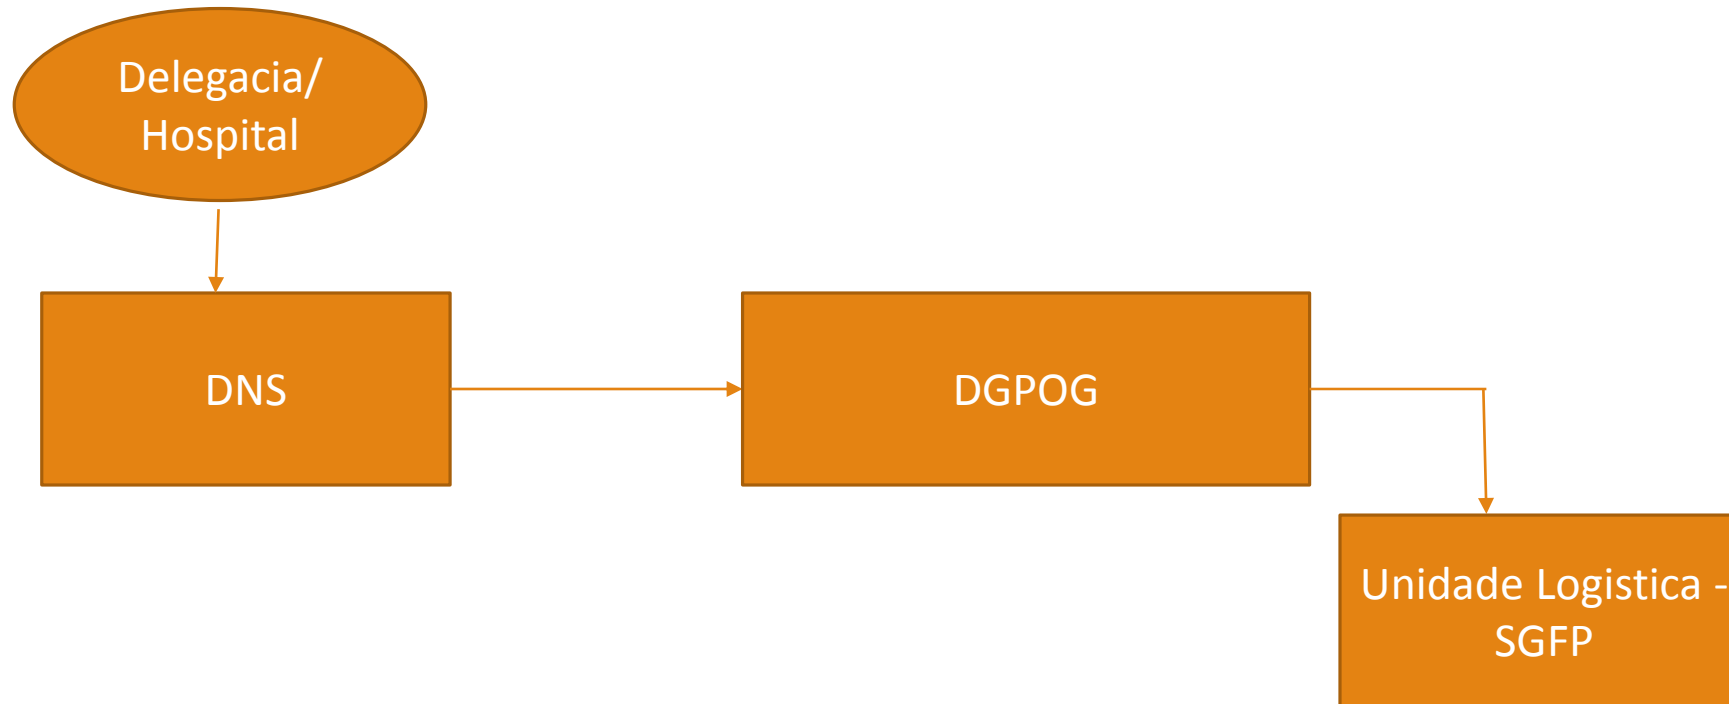 Delegacia/
Hospital
DNS
DGPOG
Unidade Logistica -
SGFP